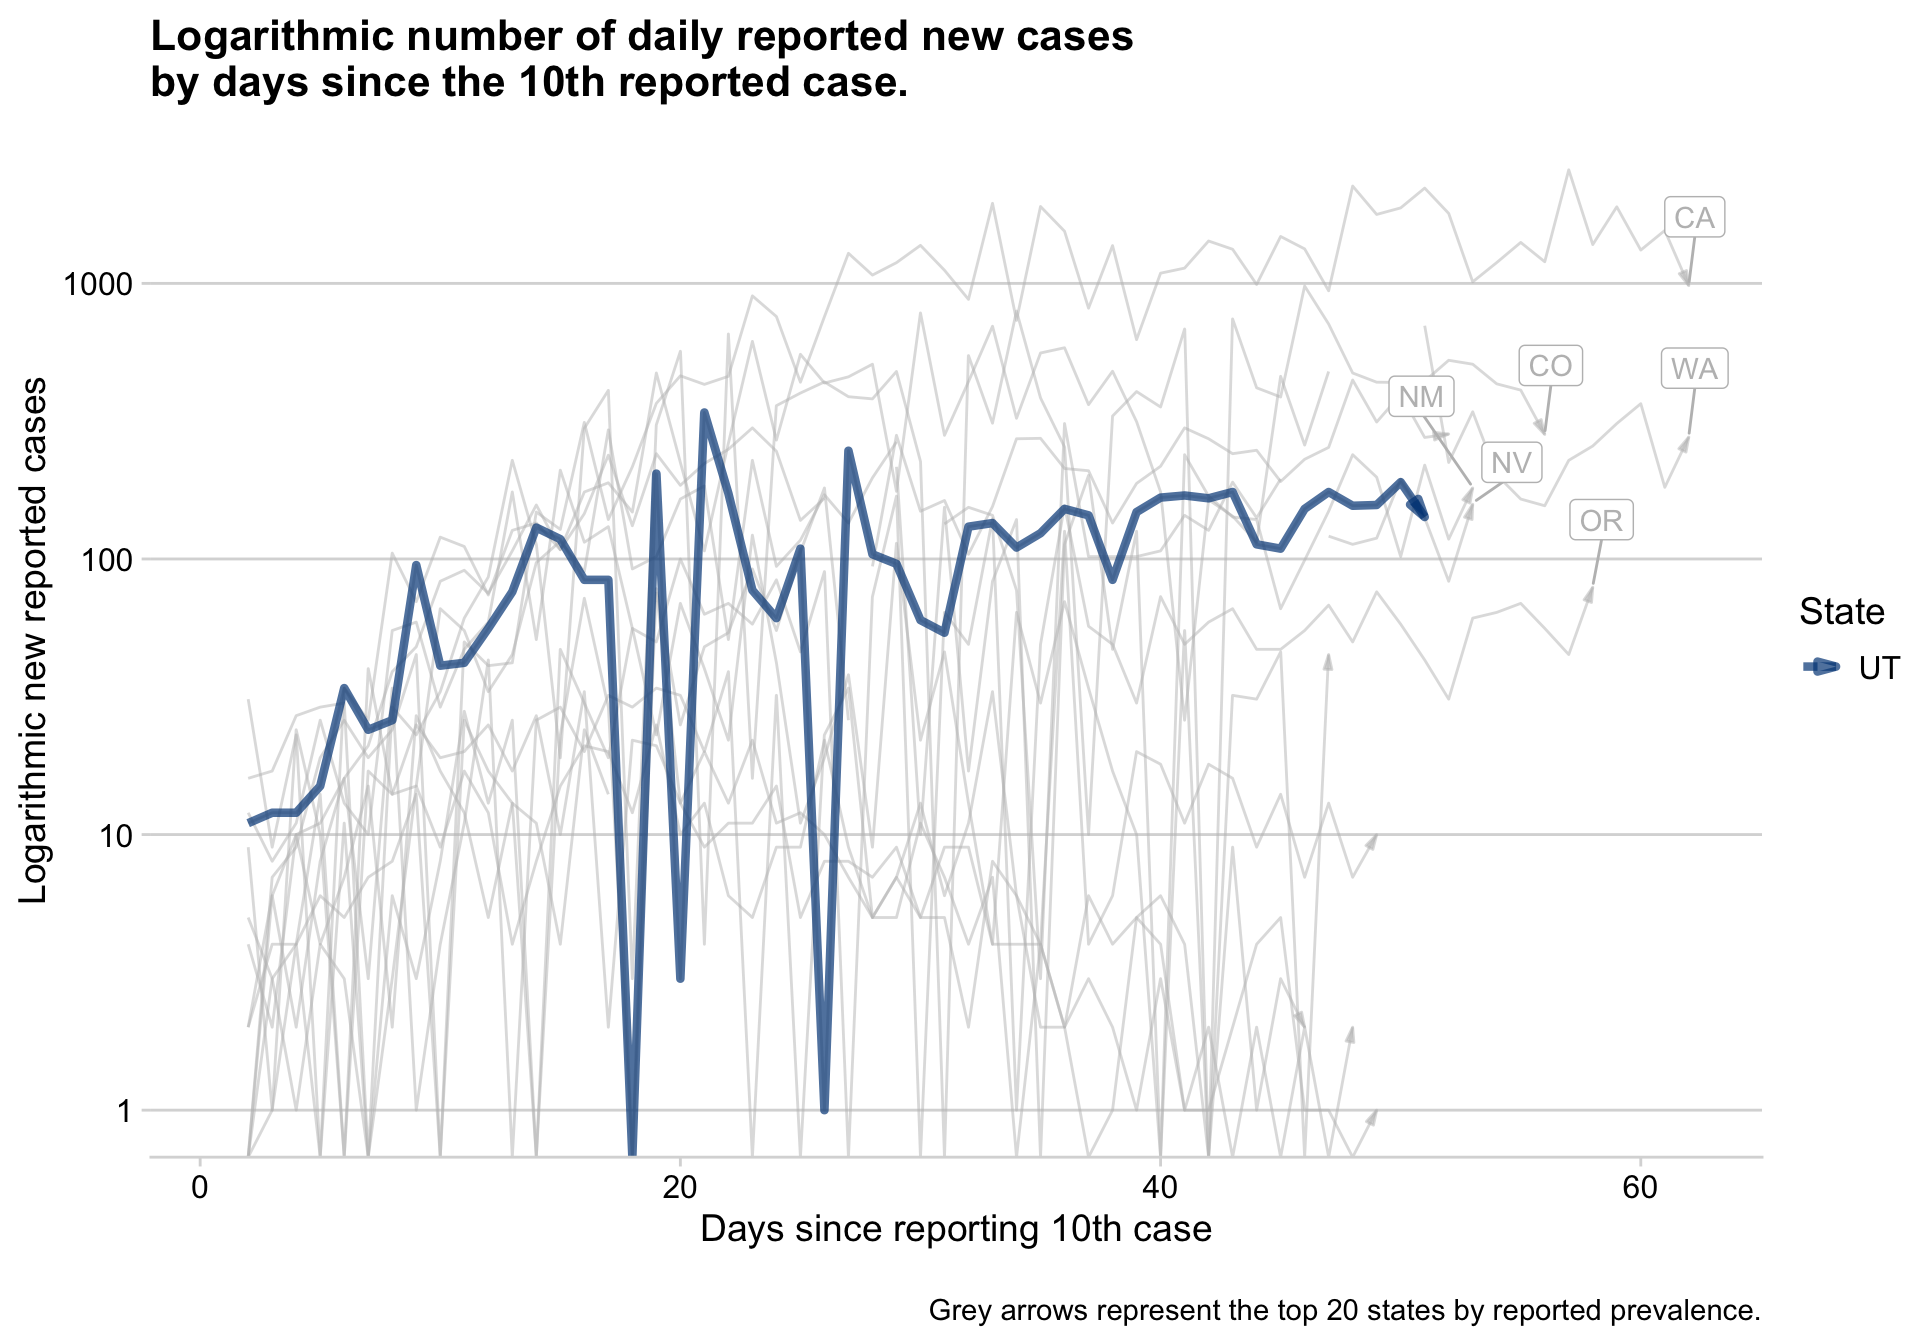 Logarithmic number of daily reported new cases
by days since the 10th reported case.
Logarithmic new reported cases
1000
100
10
1
CA
CO
WA
NM
NV
OR
State
UT
0
20
40
60
Days since reporting 10th case
Grey arrows represent the top 20 states by reported prevalence.